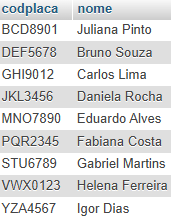 codplaca nome
BCD8901 Juliana Pinto
DEF5678 Bruno Souza
GHI9012 Carlos Lima
JKL3456 Daniela Rocha
MNO7890 Eduardo Alves
PQR2345 Fabiana Costa
STU6789 Gabriel Martins
VWX0123 Helena Ferreira
YZA4567 Igor Dias